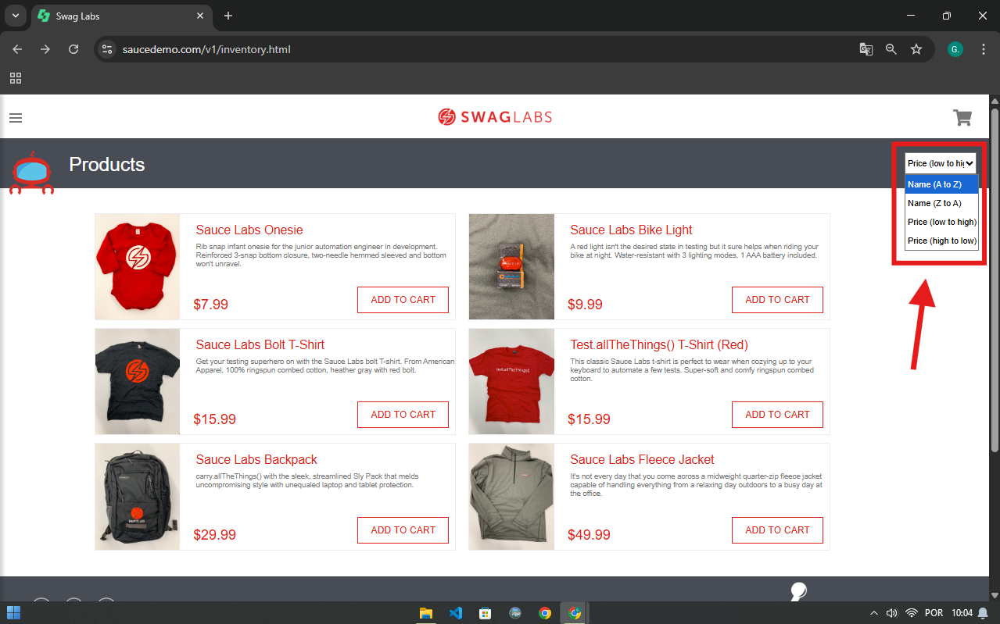 Swag Labs
saucedemo.com/v1/inventory.html
G.
SWAGLABS
Products
Price (low to hig
Name (A to Z)
Name (Z to A)
Price (low to high)
Price (high to low)
Sauce Labs Onesie
Rib snap infant onesie for the junior automation engineer in development.
Reinforced 3-snap bottom closure, two-needle hemmed sleeved and bottom
won't unravel.
$7.99
ADD TO CART
Sauce Labs Bike Light
A red light isn't the desired state in testing but it sure helps when riding your
bike at night. Water-resistant with 3 lighting modes, 1 AAA battery included.
$9.99
ADD TO CART
Sauce Labs Bolt T-Shirt
Get your testing superhero on with the Sauce Labs bolt T-shirt. From American
Apparel, 100% ringspun combed cotton, heather gray with red bolt.
$15.99
ADD TO CART
test.allTheThings()
Test.allTheThings() T-Shirt (Red)
This classic Sauce Labs t-shirt is perfect to wear when cozying up to your
keyboard to automate a few tests. Super-soft and comfy ringspun combed
cotton.
$15.99
ADD TO CART
SAUCELABS
Sauce Labs Backpack
carry.allTheThings() with the sleek, streamlined Sly Pack that melds
uncompromising style with unequaled laptop and tablet protection.
$29.99
ADD TO CART
Sauce Labs Fleece Jacket
It's not every day that you come across a midweight quarter-zip fleece jacket
capable of handling everything from a relaxing day outdoors to a busy day at
the office.
$49.99
ADD TO CART
POR
10:04